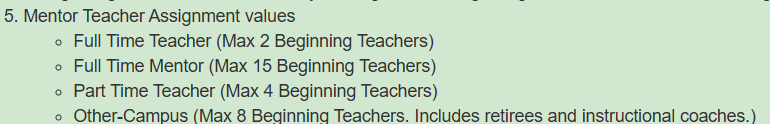 5. Mentor Teacher Assignment values
Full Time Teacher (Max 2 Beginning Teachers)
Full Time Mentor (Max 15 Beginning Teachers)
Part Time Teacher (Max 4 Beginning Teachers)
Other-Campus (Max 8 Beginning Teachers. Includes retirees and instructional coaches.)